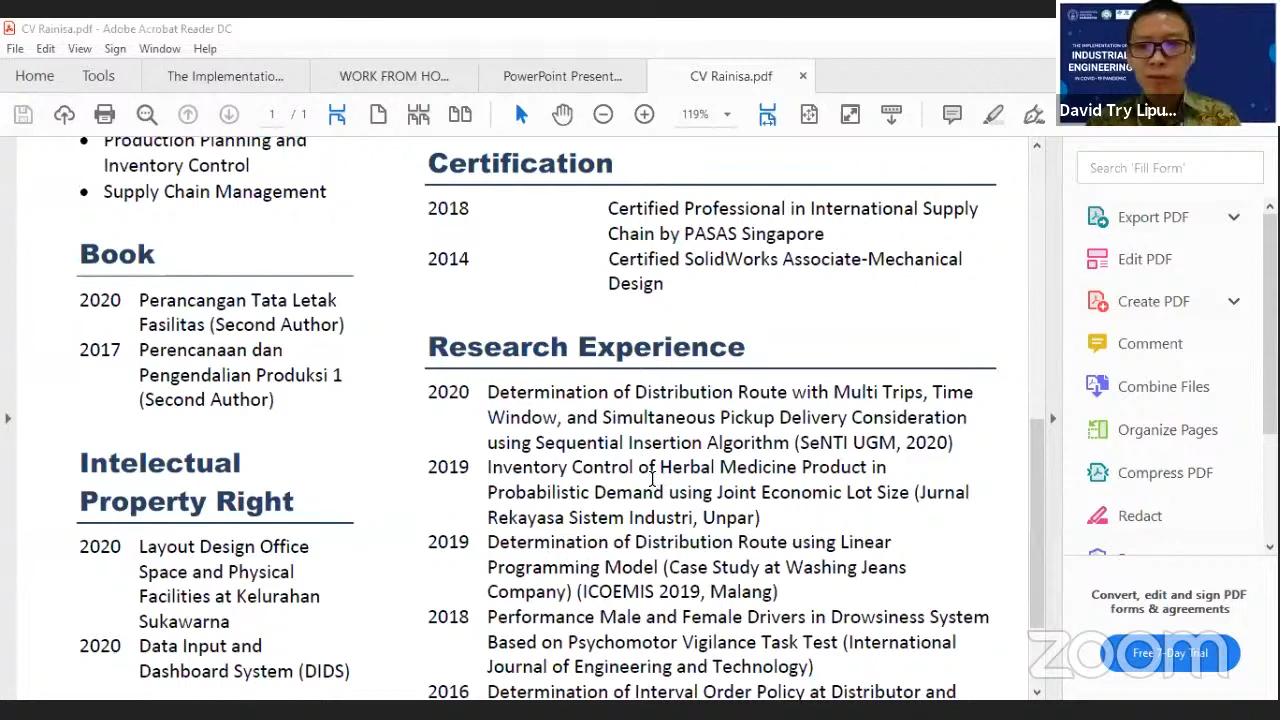 CV Rainisa.pdf - Adobe Acrobat Reader DC
File Edit View Sign Window Help
Home Tools The Implementatio... WORK FROM HO... PowerPoint Present... CV Rainisa.pdf ×
1 / 1 119%
THE IMPLEMENTATION OF
INDUSTRIAL
ENGINEERING
IN COVID-19 PANDEMIC
David Try Lipu...
Production Planning and
Inventory Control
Supply Chain Management
Book
2020 Perancangan Tata Letak
Fasilitas (Second Author)
2017 Perencanaan dan
Pengendalian Produksi 1
(Second Author)
Intelectual
Property Right
2020 Layout Design Office
Space and Physical
Facilities at Kelurahan
Sukawarna
2020 Data Input and
Dashboard System (DIDS)
Certification
2018 Certified Professional in International Supply
Chain by PASAS Singapore
2014 Certified SolidWorks Associate-Mechanical
Design
Research Experience
2020 Determination of Distribution Route with Multi Trips, Time
Window, and Simultaneous Pickup Delivery Consideration
using Sequential Insertion Algorithm (SeNTI UGM, 2020)
2019 Inventory Control of Herbal Medicine Product in
Probabilistic Demand using Joint Economic Lot Size (Jurnal
Rekayasa Sistem Industri, Unpar)
2019 Determination of Distribution Route using Linear
Programming Model (Case Study at Washing Jeans
Company) (ICOEMIS 2019, Malang)
2018 Performance Male and Female Drivers in Drowsiness System
Based on Psychomotor Vigilance Task Test (International
Journal of Engineering and Technology)
2016 Determination of Interval Order Policy at Distributor and
Search 'Fill Form'
Export PDF
Edit PDF
Create PDF
Comment
Combine Files
Organize Pages
Compress PDF
Redact
Convert, edit and sign PDF
forms & agreements
Free 7-Day Trial
zoom